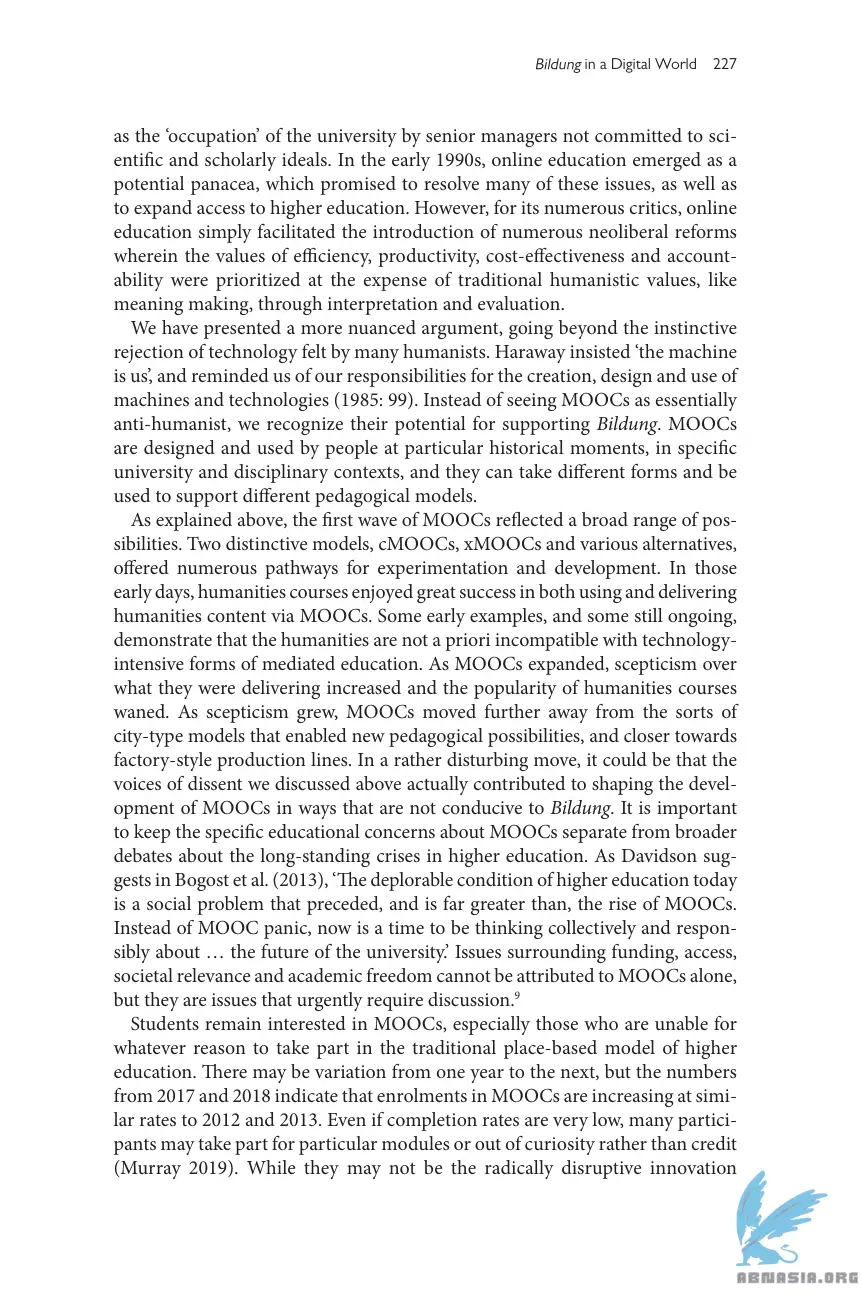 Bildung in a Digital World 227
as the ‘occupation’ of the university by senior managers not committed to sci-
entific and scholarly ideals. In the early 1990s, online education emerged as a
potential panacea, which promised to resolve many of these issues, as well as
to expand access to higher education. However, for its numerous critics, online
education simply facilitated the introduction of numerous neoliberal reforms
wherein the values of efficiency, productivity, cost-effectiveness and account-
ability were prioritized at the expense of traditional humanistic values, like
meaning making, through interpretation and evaluation.
We have presented a more nuanced argument, going beyond the instinctive
rejection of technology felt by many humanists. Haraway insisted ‘the machine
is us’, and reminded us of our responsibilities for the creation, design and use of
machines and technologies (1985: 99). Instead of seeing MOOCs as essentially
anti-humanist, we recognize their potential for supporting Bildung. MOOCs
are designed and used by people at particular historical moments, in specific
university and disciplinary contexts, and they can take different forms and be
used to support different pedagogical models.
As explained above, the first wave of MOOCs reflected a broad range of pos-
sibilities. Two distinctive models, cMOOCs, xMOOCs and various alternatives,
offered numerous pathways for experimentation and development. In those
early days, humanities courses enjoyed great success in both using and delivering
humanities content via MOOCs. Some early examples, and some still ongoing,
demonstrate that the humanities are not a priori incompatible with technology-
intensive forms of mediated education. As MOOCs expanded, scepticism over
what they were delivering increased and the popularity of humanities courses
waned. As scepticism grew, MOOCs moved further away from the sorts of
city-type models that enabled new pedagogical possibilities, and closer towards
factory-style production lines. In a rather disturbing move, it could be that the
voices of dissent we discussed above actually contributed to shaping the devel-
opment of MOOCs in ways that are not conducive to Bildung. It is important
to keep the specific educational concerns about MOOCs separate from broader
debates about the long-standing crises in higher education. As Davidson sug-
gests in Bogost et al. (2013), ‘The deplorable condition of higher education today
is a social problem that preceded, and is far greater than, the rise of MOOCs.
Instead of MOOC panic, now is a time to be thinking collectively and respon-
sibly about … the future of the university.’ Issues surrounding funding, access,
societal relevance and academic freedom cannot be attributed to MOOCs alone,
but they are issues that urgently require discussion.⁹
Students remain interested in MOOCs, especially those who are unable for
whatever reason to take part in the traditional place-based model of higher
education. There may be variation from one year to the next, but the numbers
from 2017 and 2018 indicate that enrolments in MOOCs are increasing at simi-
lar rates to 2012 and 2013. Even if completion rates are very low, many partici-
pants may take part for particular modules or out of curiosity rather than credit
(Murray 2019). While they may not be the radically disruptive innovation
ABNASIA.ORG